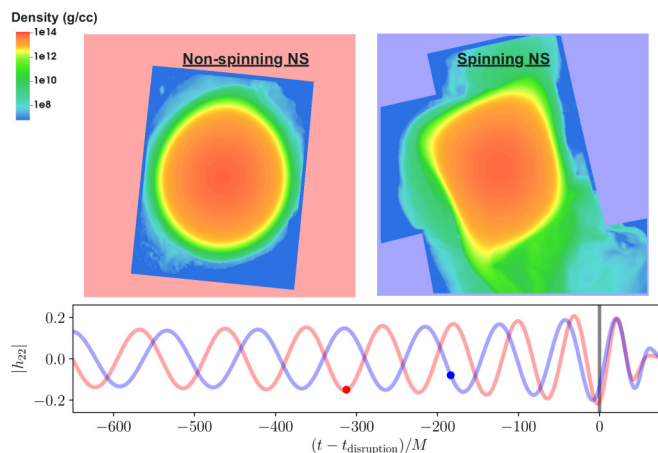 Density (g/cc)
1e14
1e12
1e10
1e8
Non-spinning NS
Spinning NS
||h₂₂|
0.2
0.0
−0.2
−600
−500
−400
−300
−200
−100
0
(t − t_disruption)/M